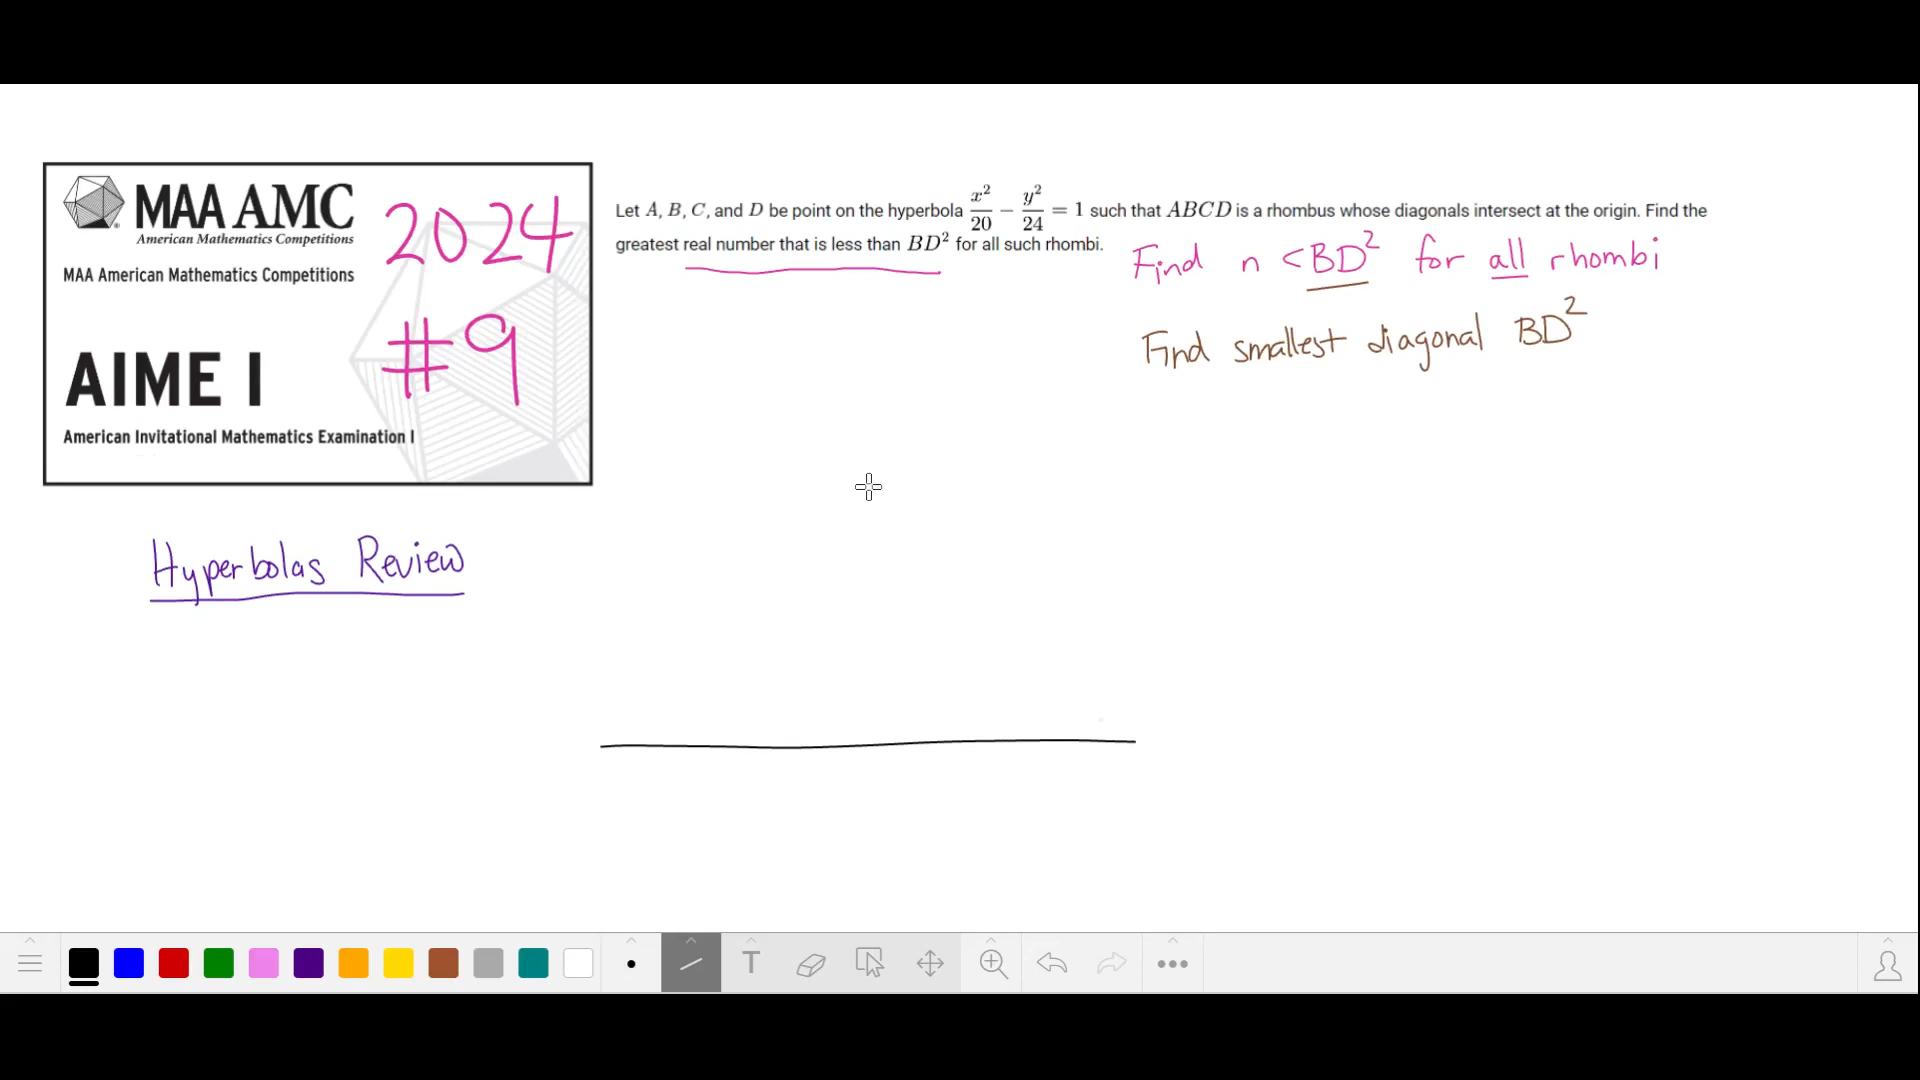 MAA AMC
American Mathematics Competitions
MAA American Mathematics Competitions
AIME I
American Invitational Mathematics Examination I
2024
#9
Let A, B, C, and D be point on the hyperbola x²/20 − y²/24 = 1 such that ABCD is a rhombus whose diagonals intersect at the origin. Find the
greatest real number that is less than BD² for all such rhombi.
Find n < BD² for all rhombi
Find smallest diagonal BD²
Hyperbolas Review
T